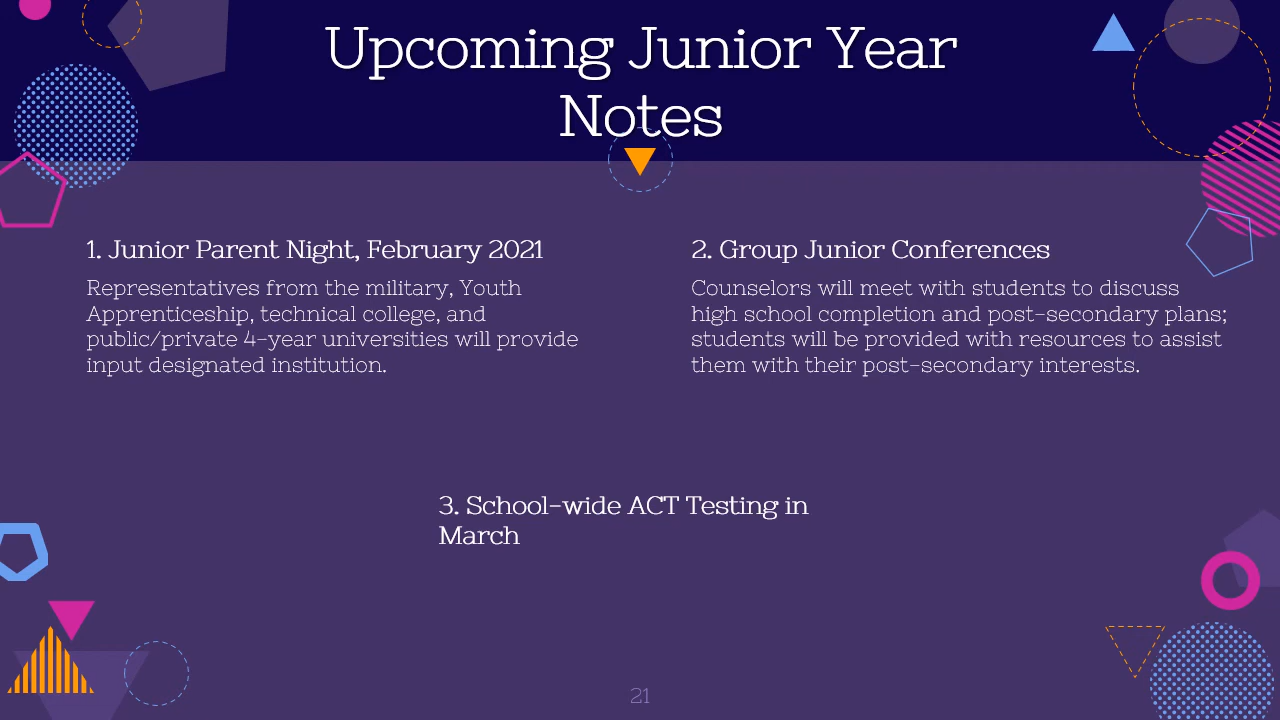 Upcoming Junior Year
Notes
1. Junior Parent Night, February 2021
Representatives from the military, Youth
Apprenticeship, technical college, and
public/private 4-year universities will provide
input designated institution.
2. Group Junior Conferences
Counselors will meet with students to discuss
high school completion and post-secondary plans;
students will be provided with resources to assist
them with their post-secondary interests.
3. School-wide ACT Testing in
March
21